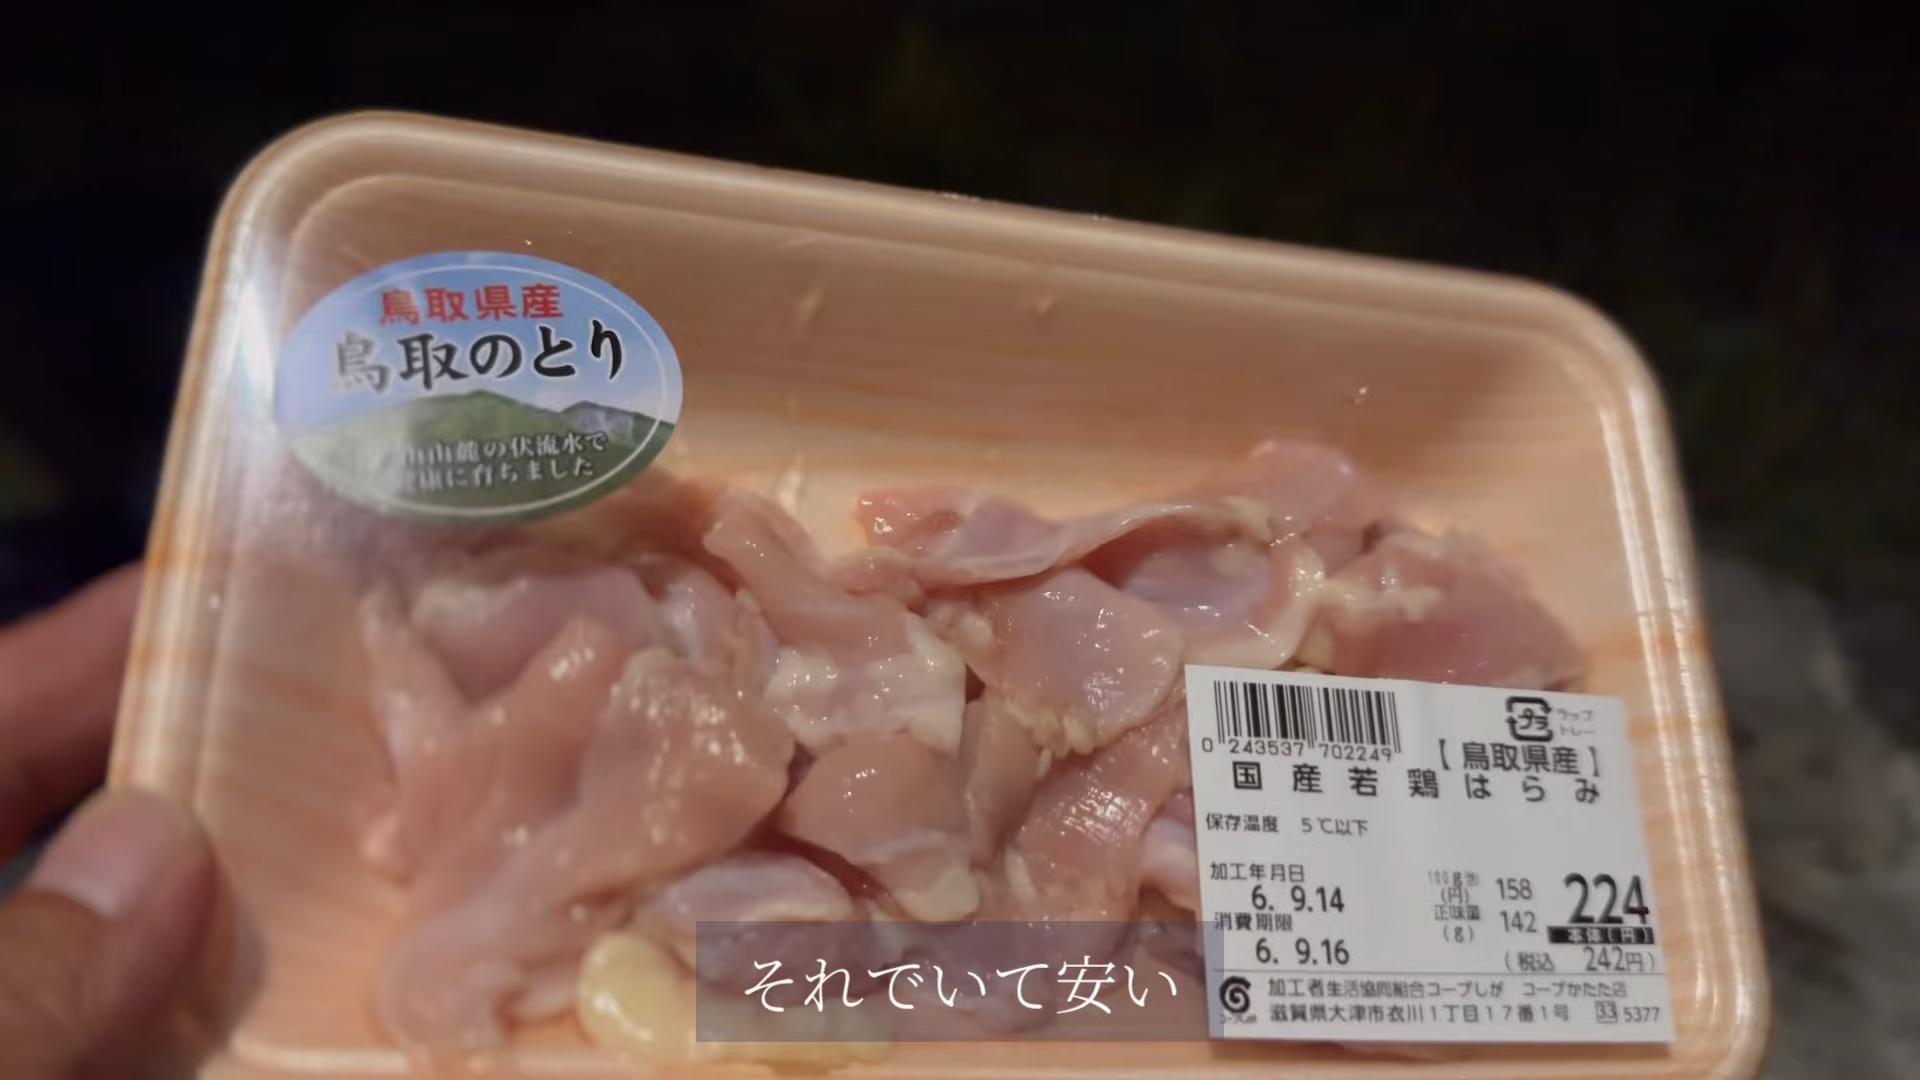 鳥取県産
鳥取のとり
山麓の伏流水で
康に育ちました
0 243537 702249
プラ
ラップ
トレー
【鳥取県産】
国産若鶏はらみ
保存温度 5℃以下
加工年月日
6. 9.14
消費期限
6. 9.16
100g当り
(円) 158
正味量
(g) 142
224
本体(円)
(税込 242円)
加工者生活協同組合コープしが コープかたた店
滋賀県大津市衣川1丁目17番1号 33 5377
それでいて安い